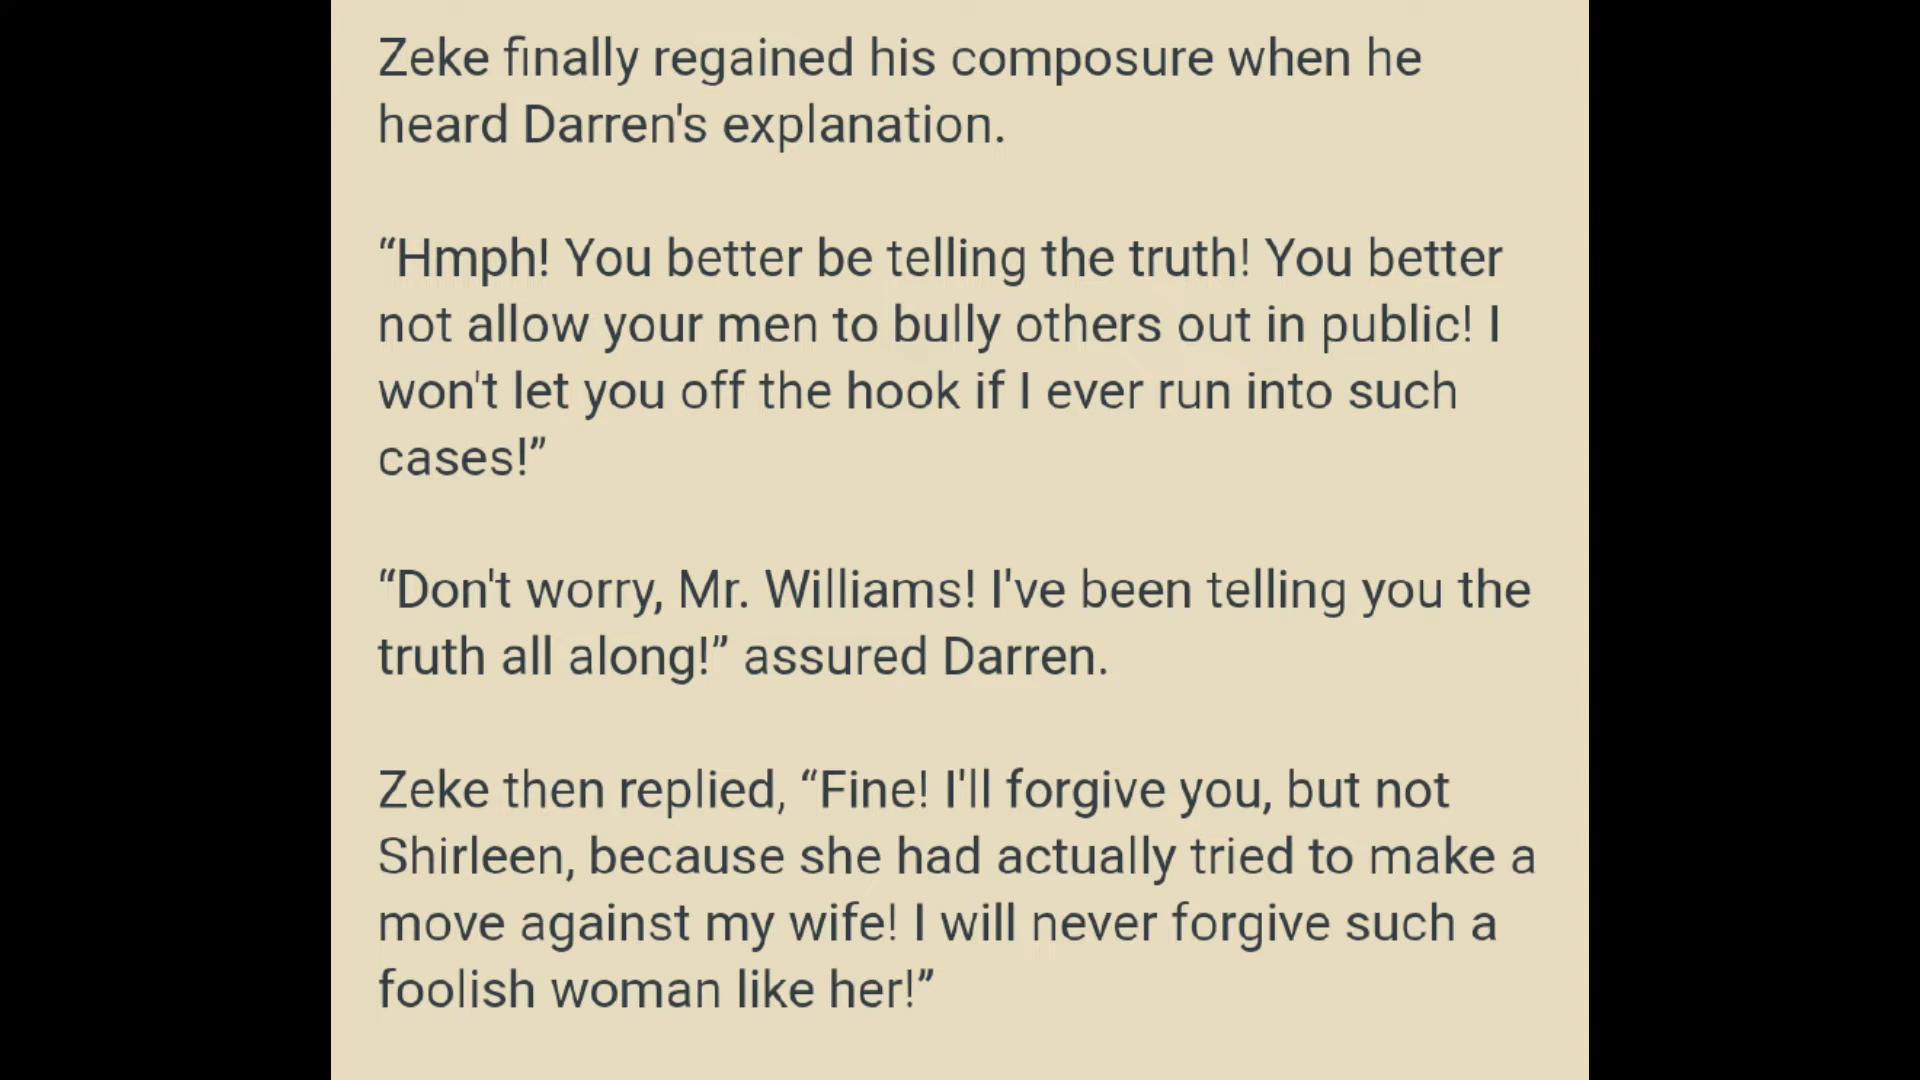 Zeke finally regained his composure when he
heard Darren's explanation.
“Hmph! You better be telling the truth! You better
not allow your men to bully others out in public! I
won't let you off the hook if I ever run into such
cases!”
“Don't worry, Mr. Williams! I've been telling you the
truth all along!” assured Darren.
Zeke then replied, “Fine! I'll forgive you, but not
Shirleen, because she had actually tried to make a
move against my wife! I will never forgive such a
foolish woman like her!”